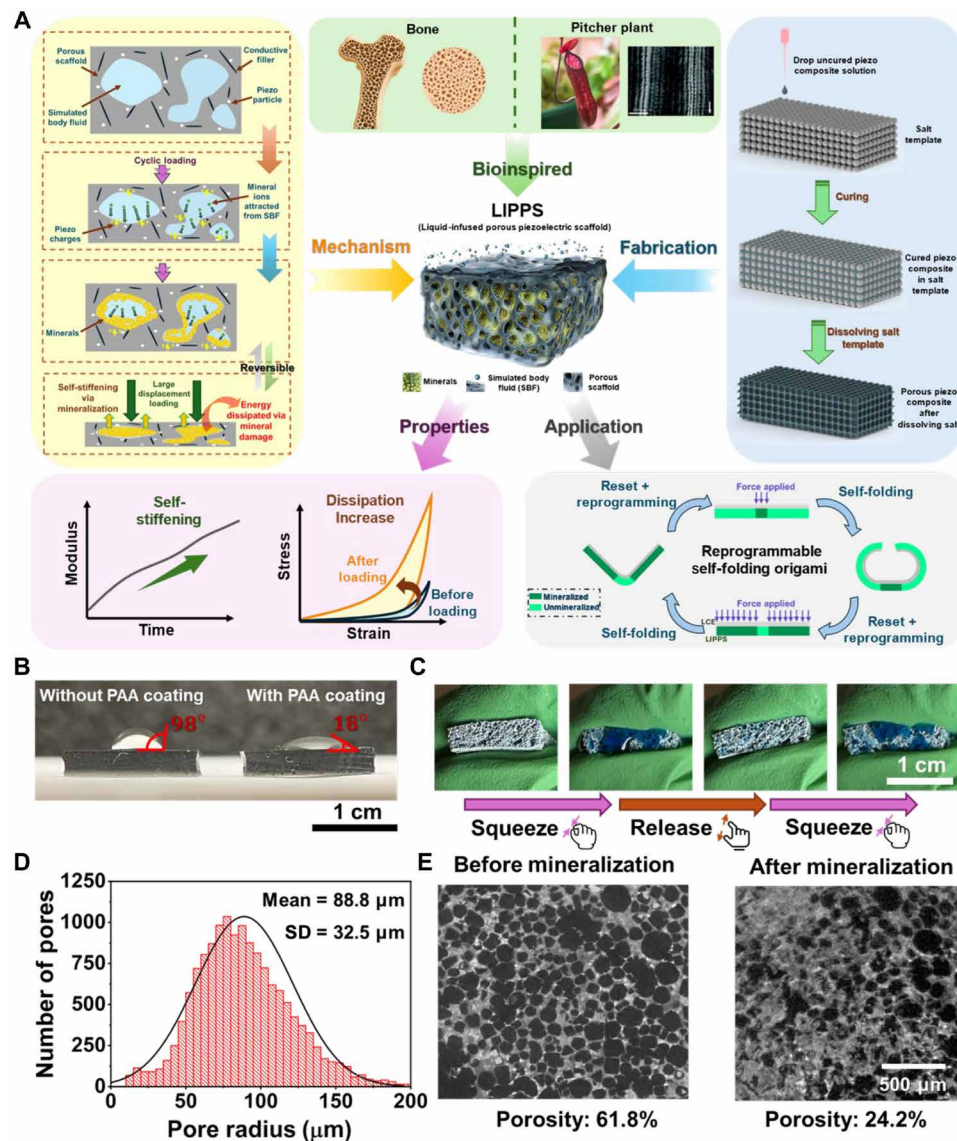 A
Porous
scaffold
Conductive
filler
Simulated
body fluid
Piezo
particle
Cyclic loading
Mineral
ions
attracted
from SBF
Piezo
charges
Minerals
Reversible
Self-stiffening
via
mineralization
Large
displacement
loading
Energy
dissipated via
mineral
damage
Bone
Pitcher plant
Bioinspired
LIPPS
(Liquid-infused porous piezoelectric scaffold)
Mechanism
Fabrication
Minerals
Simulated body
fluid (SBF)
Porous
scaffold
Properties
Application
Drop uncured piezo
composite solution
Salt
template
Curing
Cured piezo
composite
in salt
template
Dissolving salt
template
Porous piezo
composite
after
dissolving salt
Modulus
Self-
stiffening
Time
Stress
Dissipation
Increase
After
loading
Before
loading
Strain
Reset +
reprogramming
Force applied
Self-folding
Reprogrammable
self-folding origami
Mineralized
Unmineralized
Force applied
LCE
LIPPS
Self-folding
Reset +
reprogramming
B
Without PAA coating
With PAA coating
98°
18°
1 cm
C
1 cm
Squeeze
Release
Squeeze
D
Number of pores
1250
1000
750
500
250
0
Mean = 88.8 μm
SD = 32.5 μm
0
50
100
150
200
Pore radius (μm)
E
Before mineralization
After mineralization
500 μm
Porosity: 61.8%
Porosity: 24.2%